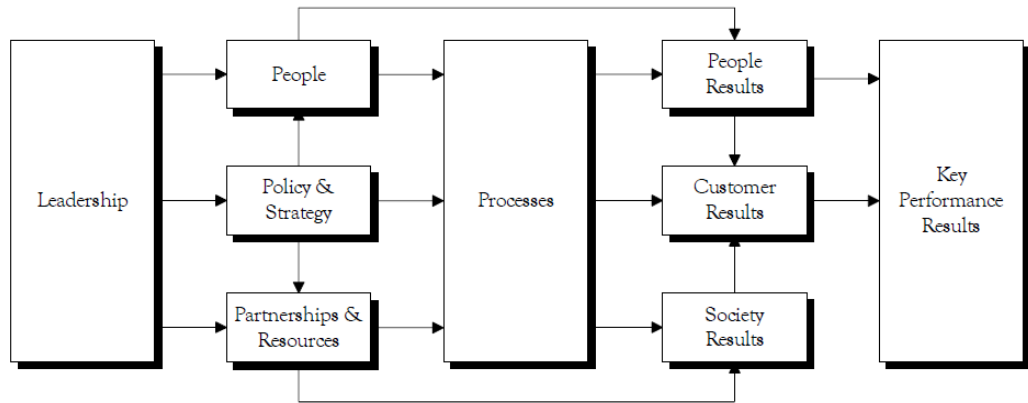 People
People
Results
Leadership
Policy &
Strategy
Processes
Customer
Results
Key
Performance
Results
Partnerships &
Resources
Society
Results